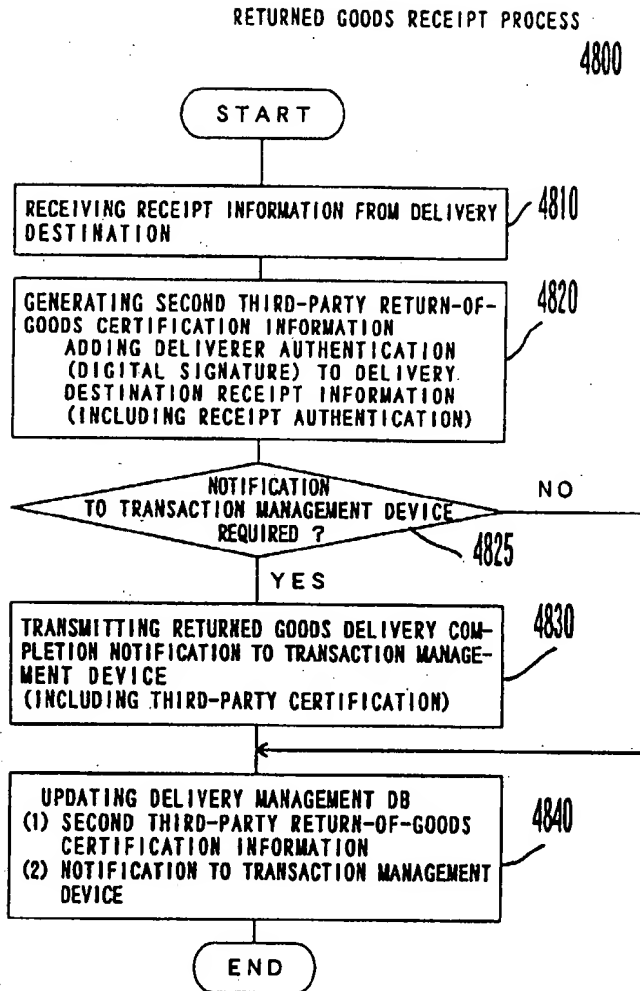 RETURNED GOODS RECEIPT PROCESS
4800
START
RECEIVING RECEIPT INFORMATION FROM DELIVERY
DESTINATION
4810
GENERATING SECOND THIRD-PARTY RETURN-OF-
GOODS CERTIFICATION INFORMATION
ADDING DELIVERER AUTHENTICATION
(DIGITAL SIGNATURE) TO DELIVERY
DESTINATION RECEIPT INFORMATION
(INCLUDING RECEIPT AUTHENTICATION)
4820
NOTIFICATION
TO TRANSACTION MANAGEMENT DEVICE
REQUIRED ?
NO
4825
YES
TRANSMITTING RETURNED GOODS DELIVERY COM-
PLETION NOTIFICATION TO TRANSACTION MANAGE-
MENT DEVICE
(INCLUDING THIRD-PARTY CERTIFICATION)
4830
UPDATING DELIVERY MANAGEMENT DB
(1) SECOND THIRD-PARTY RETURN-OF-GOODS
CERTIFICATION INFORMATION
(2) NOTIFICATION TO TRANSACTION MANAGEMENT
DEVICE
4840
END